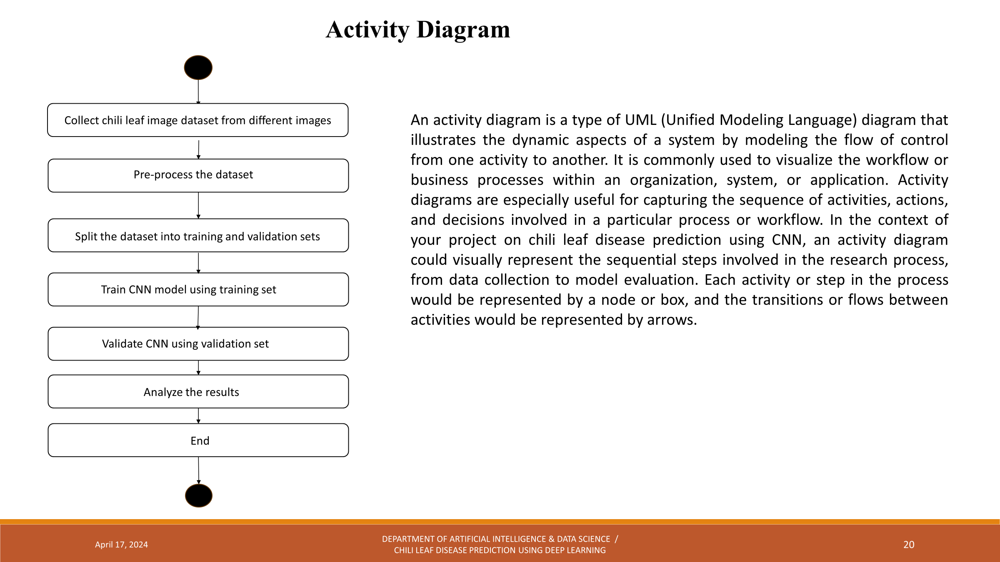 Activity Diagram
Collect chili leaf image dataset from different images
Pre-process the dataset
Split the dataset into training and validation sets
Train CNN model using training set
Validate CNN using validation set
Analyze the results
End
An activity diagram is a type of UML (Unified Modeling Language) diagram that
illustrates the dynamic aspects of a system by modeling the flow of control
from one activity to another. It is commonly used to visualize the workflow or
business processes within an organization, system, or application. Activity
diagrams are especially useful for capturing the sequence of activities, actions,
and decisions involved in a particular process or workflow. In the context of
your project on chili leaf disease prediction using CNN, an activity diagram
could visually represent the sequential steps involved in the research process,
from data collection to model evaluation. Each activity or step in the process
would be represented by a node or box, and the transitions or flows between
activities would be represented by arrows.
April 17, 2024
DEPARTMENT OF ARTIFICIAL INTELLIGENCE & DATA SCIENCE /
CHILI LEAF DISEASE PREDICTION USING DEEP LEARNING
20